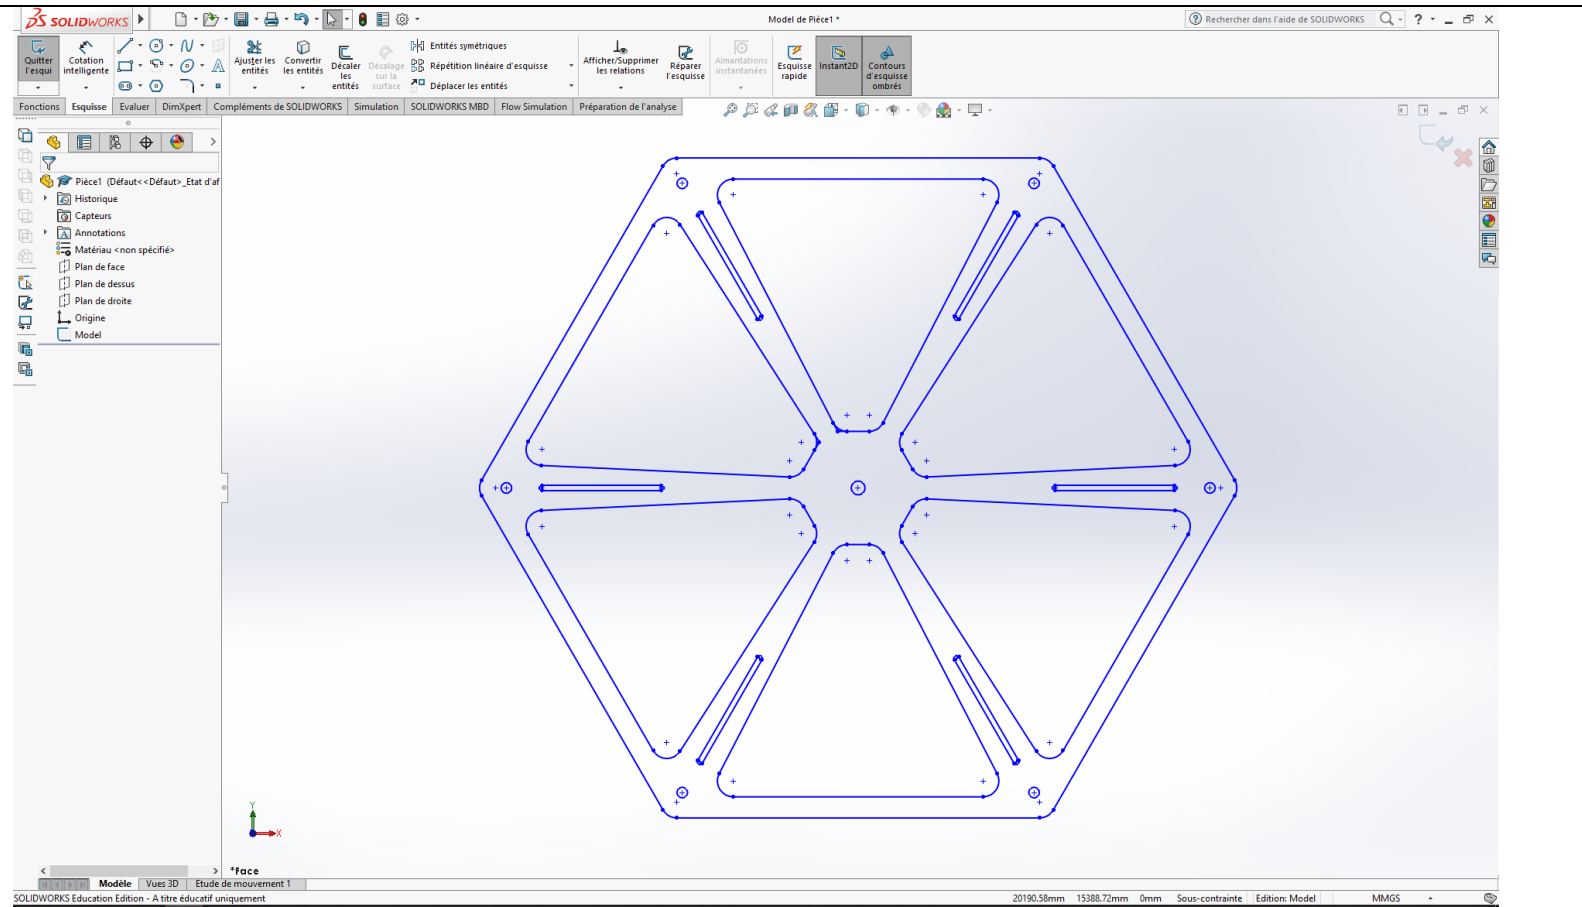 SOLIDWORKS
Model de Pièce1 *
Rechercher dans l'aide de SOLIDWORKS
?
Quitter l'esqui
Cotation intelligente
Ajuster les entités
Convertir les entités
Décaler les entités
Décalage sur la surface
Entités symétriques
Répétition linéaire d'esquisse
Déplacer les entités
Afficher/Supprimer les relations
Réparer l'esquisse
Aimantations instantanées
Esquisse rapide
Instant2D
Contours d'esquisse ombrés
Fonctions Esquisse Evaluer DimXpert Compléments de SOLIDWORKS Simulation SOLIDWORKS MBD Flow Simulation Préparation de l'analyse
Pièce1 (Défaut<<Défaut>_Etat d'af
Historique
Capteurs
Annotations
Matériau <non spécifié>
Plan de face
Plan de dessus
Plan de droite
Origine
Model
Y
X
*Face
Modèle Vues 3D Etude de mouvement 1
SOLIDWORKS Education Edition - A titre éducatif uniquement
20190.58mm 15388.72mm 0mm Sous-contrainte Edition: Model MMGS